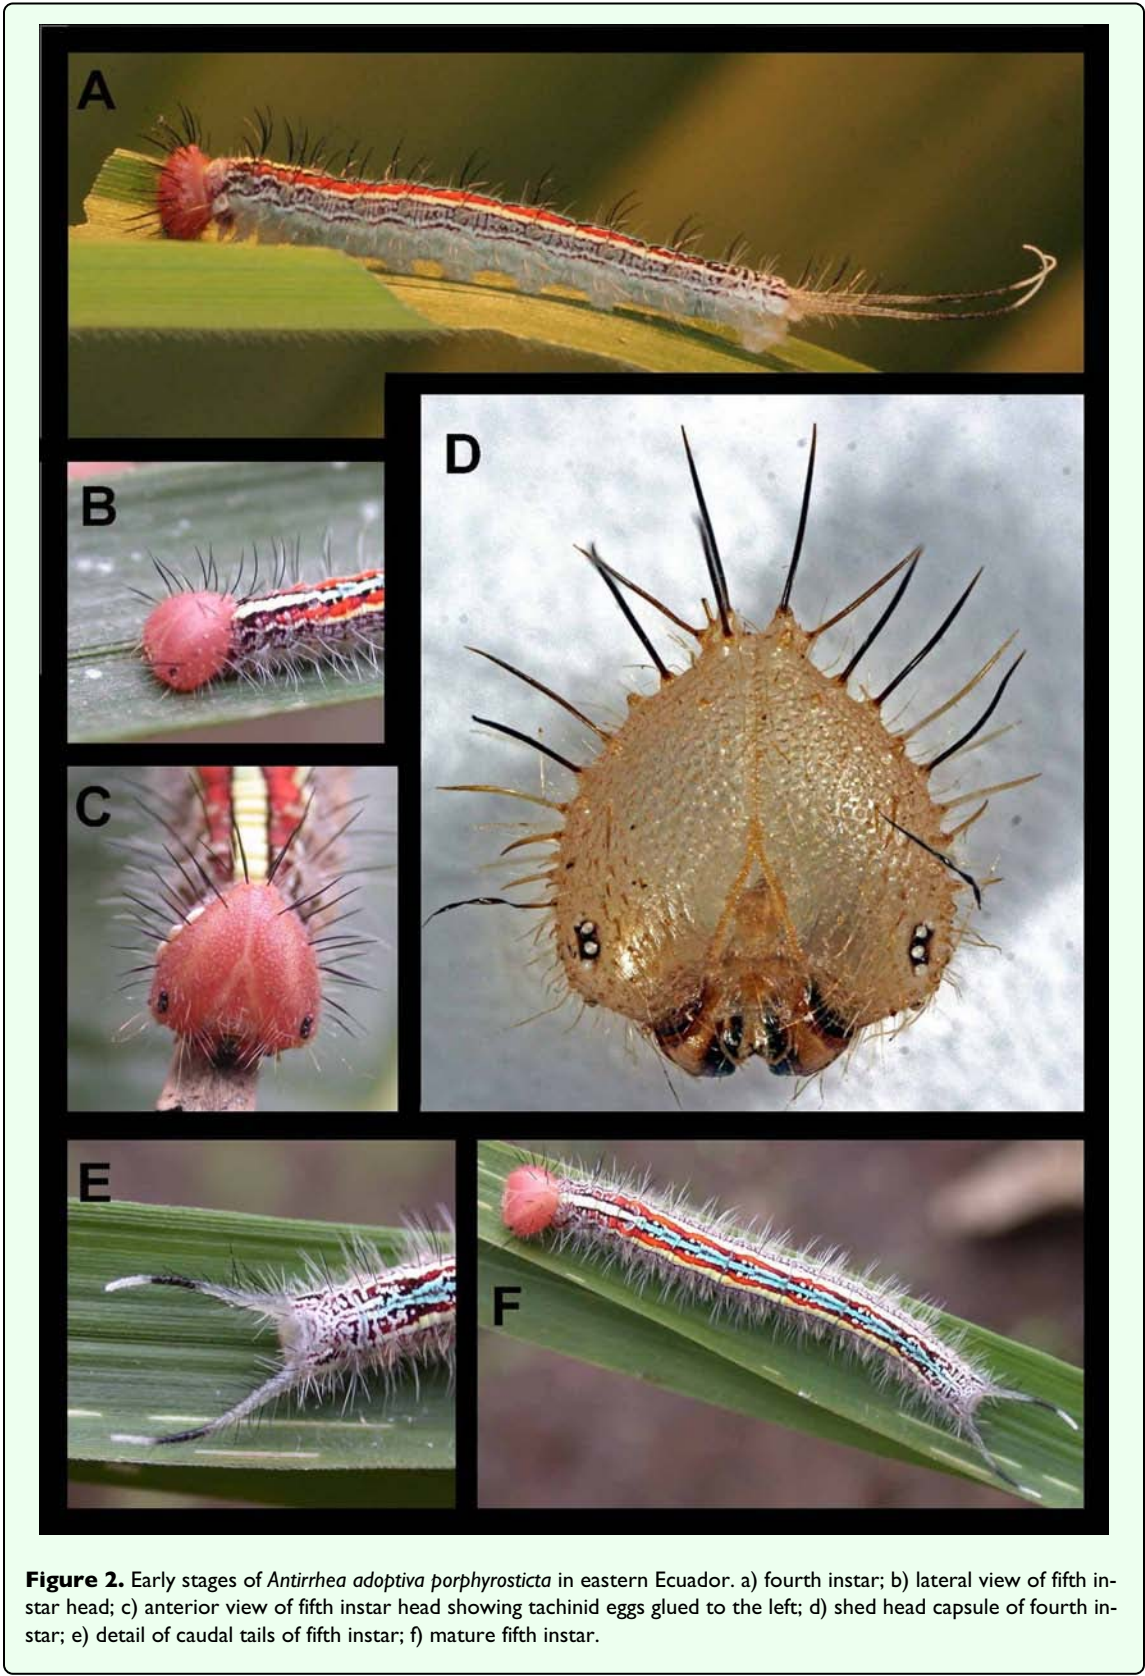 A
B
D
C
E
F
Figure 2. Early stages of Antirrhea adoptiva porphyrosticta in eastern Ecuador. a) fourth instar; b) lateral view of fifth in-
star head; c) anterior view of fifth instar head showing tachinid eggs glued to the left; d) shed head capsule of fourth in-
star; e) detail of caudal tails of fifth instar; f) mature fifth instar.